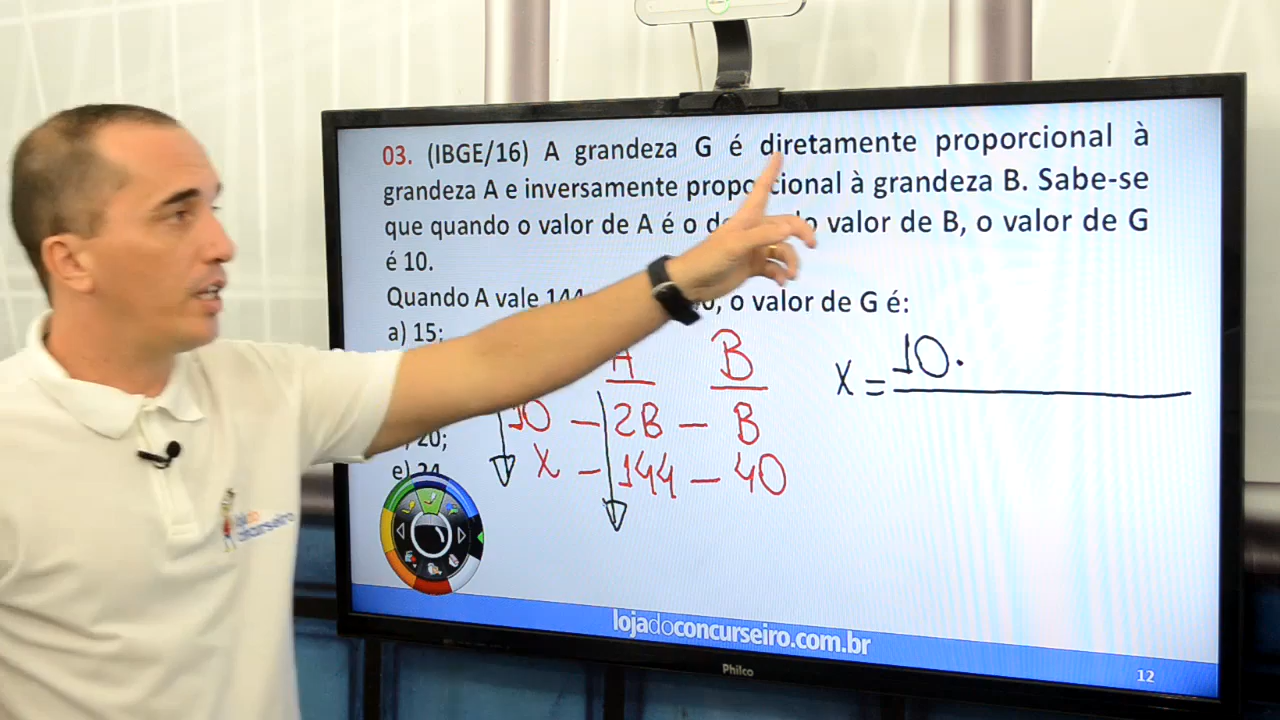 03. (IBGE/16) A grandeza G é diretamente proporcional à
grandeza A e inversamente proporcional à grandeza B. Sabe-se
que quando o valor de A é o valor de B, o valor de G
é 10.
Quando A vale 144 o valor de G é:
a) 15;
A B
x = 10.
10 – 2B – B
20;
x – 144 – 40
e) 24
lojadoconcurseiro.com.br
12
Philco